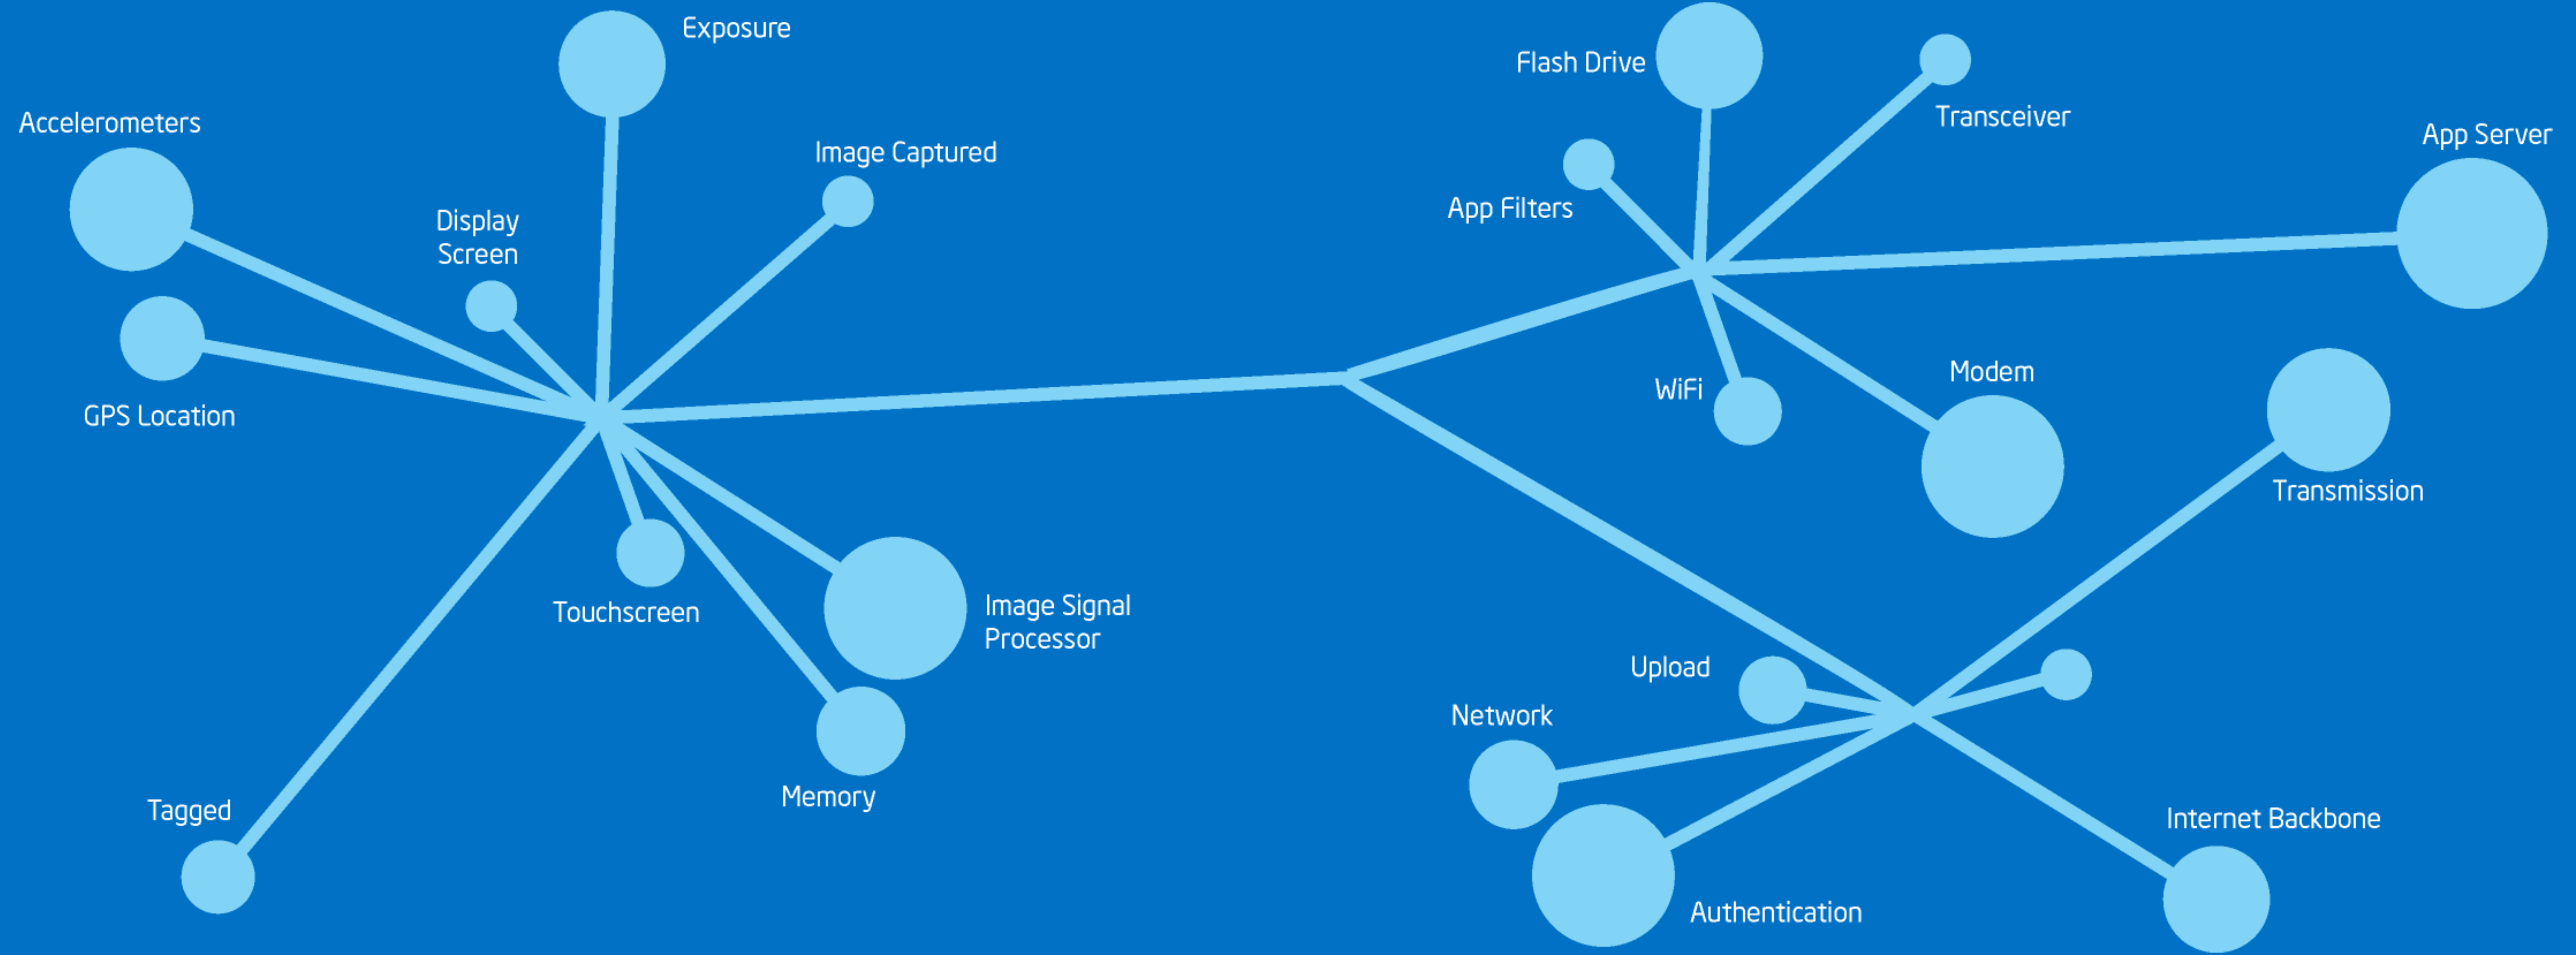 Exposure
Accelerometers
Image Captured
Display
Screen
GPS Location
Touchscreen
Image Signal
Processor
Memory
Tagged
Flash Drive
Transceiver
App Server
App Filters
WiFi
Modem
Transmission
Upload
Network
Internet Backbone
Authentication